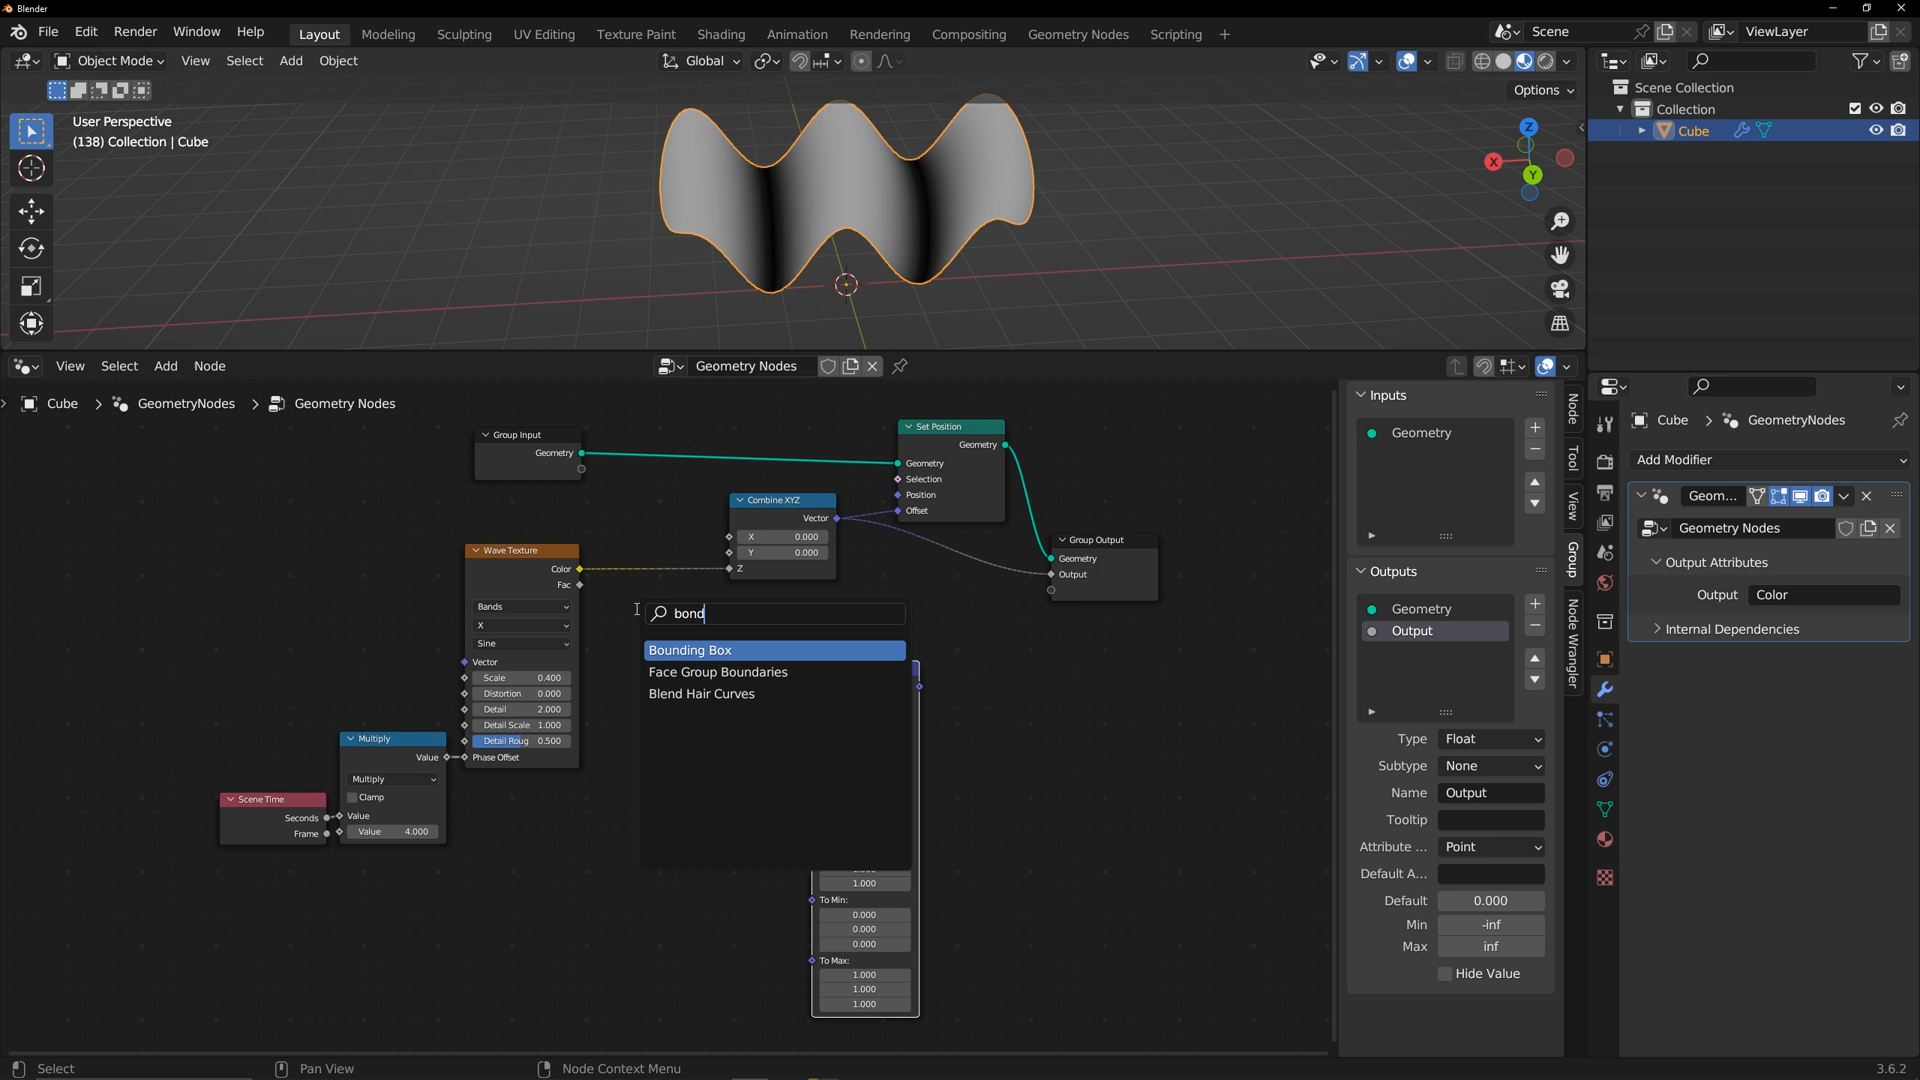 Blender
File Edit Render Window Help Layout Modeling Sculpting UV Editing Texture Paint Shading Animation Rendering Compositing Geometry Nodes Scripting + Scene ViewLayer
Object Mode View Select Add Object Global
Options
User Perspective
(138) Collection | Cube
Z
X
Y
Scene Collection
Collection
Cube
View Select Add Node Geometry Nodes
Cube > GeometryNodes > Geometry Nodes
Group Input
Geometry
Set Position
Geometry
Geometry
Selection
Position
Offset
Combine XYZ
Vector
X 0.000
Y 0.000
Z
Group Output
Geometry
Output
Wave Texture
Color
Fac
Bands
X
Sine
Vector
Scale 0.400
Distortion 0.000
Detail 2.000
Detail Scale 1.000
Detail Roug 0.500
Phase Offset
Multiply
Value
Multiply
Clamp
Value
Value 4.000
Scene Time
Seconds
Frame
bond
Bounding Box
Face Group Boundaries
Blend Hair Curves
1.000
To Min:
0.000
0.000
0.000
To Max:
1.000
1.000
1.000
Inputs
Geometry
Outputs
Geometry
Output
Type Float
Subtype None
Name Output
Tooltip
Attribute ... Point
Default A...
Default 0.000
Min -inf
Max inf
Hide Value
Node
Tool
View
Group
Node Wrangler
Cube > GeometryNodes
Add Modifier
Geom...
Geometry Nodes
Output Attributes
Output Color
Internal Dependencies
Select Pan View Node Context Menu 3.6.2